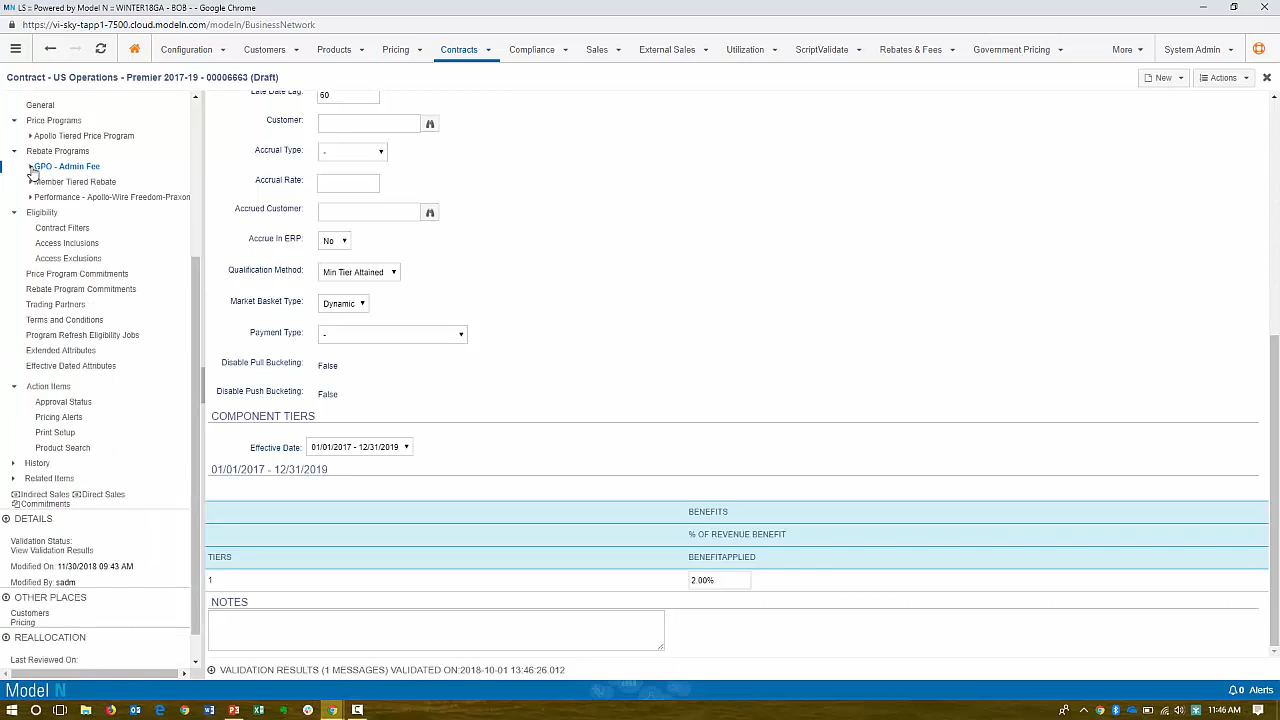 LS :: Powered by Model N :: WINTER18GA - BOB - - Google Chrome
https://vi-sky-tapp1-7500.cloud.modeln.com/modeln/BusinessNetwork
Configuration Customers Products Pricing Contracts Compliance Sales External Sales Utilization ScriptValidate Rebates & Fees Government Pricing More System Admin
Contract - US Operations - Premier 2017-19 - 00006663 (Draft) New Actions
General
Price Programs
Apollo Tiered Price Program
Rebate Programs
GPO - Admin Fee
Member Tiered Rebate
Performance - Apollo-Wire Freedom-Praxon
Eligibility
Contract Filters
Access Inclusions
Access Exclusions
Price Program Commitments
Rebate Program Commitments
Trading Partners
Terms and Conditions
Program Refresh Eligibility Jobs
Extended Attributes
Effective Dated Attributes
Action Items
Approval Status
Pricing Alerts
Print Setup
Product Search
History
Related Items
Indirect Sales Direct Sales
Commitments
DETAILS
Validation Status:
View Validation Results
Modified On: 11/30/2018 09:43 AM
Modified By: sadm
OTHER PLACES
Customers
Pricing
REALLOCATION
Last Reviewed On:
Late Date Lag: 60
Customer:
Accrual Type: -
Accrual Rate:
Accrued Customer:
Accrue In ERP: No
Qualification Method: Min Tier Attained
Market Basket Type: Dynamic
Payment Type: -
Disable Pull Bucketing: False
Disable Push Bucketing: False
COMPONENT TIERS
Effective Date: 01/01/2017 - 12/31/2019
01/01/2017 - 12/31/2019
BENEFITS
% OF REVENUE BENEFIT
TIERS BENEFITAPPLIED
1 2.00%
NOTES
VALIDATION RESULTS (1 MESSAGES) VALIDATED ON:2018-10-01 13:46:26.012
Model N 0 Alerts
11:46 AM